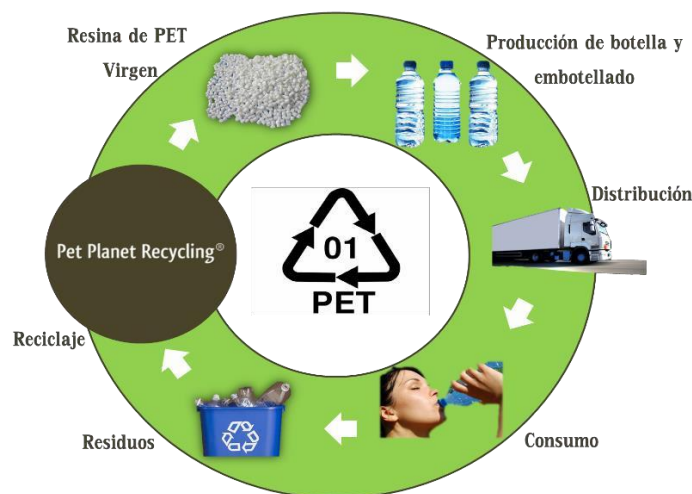 Resina de PET
Virgen
Producción de botella y
embotellado
Distribución
Consumo
Residuos
Reciclaje
Pet Planet Recycling®
01
PET